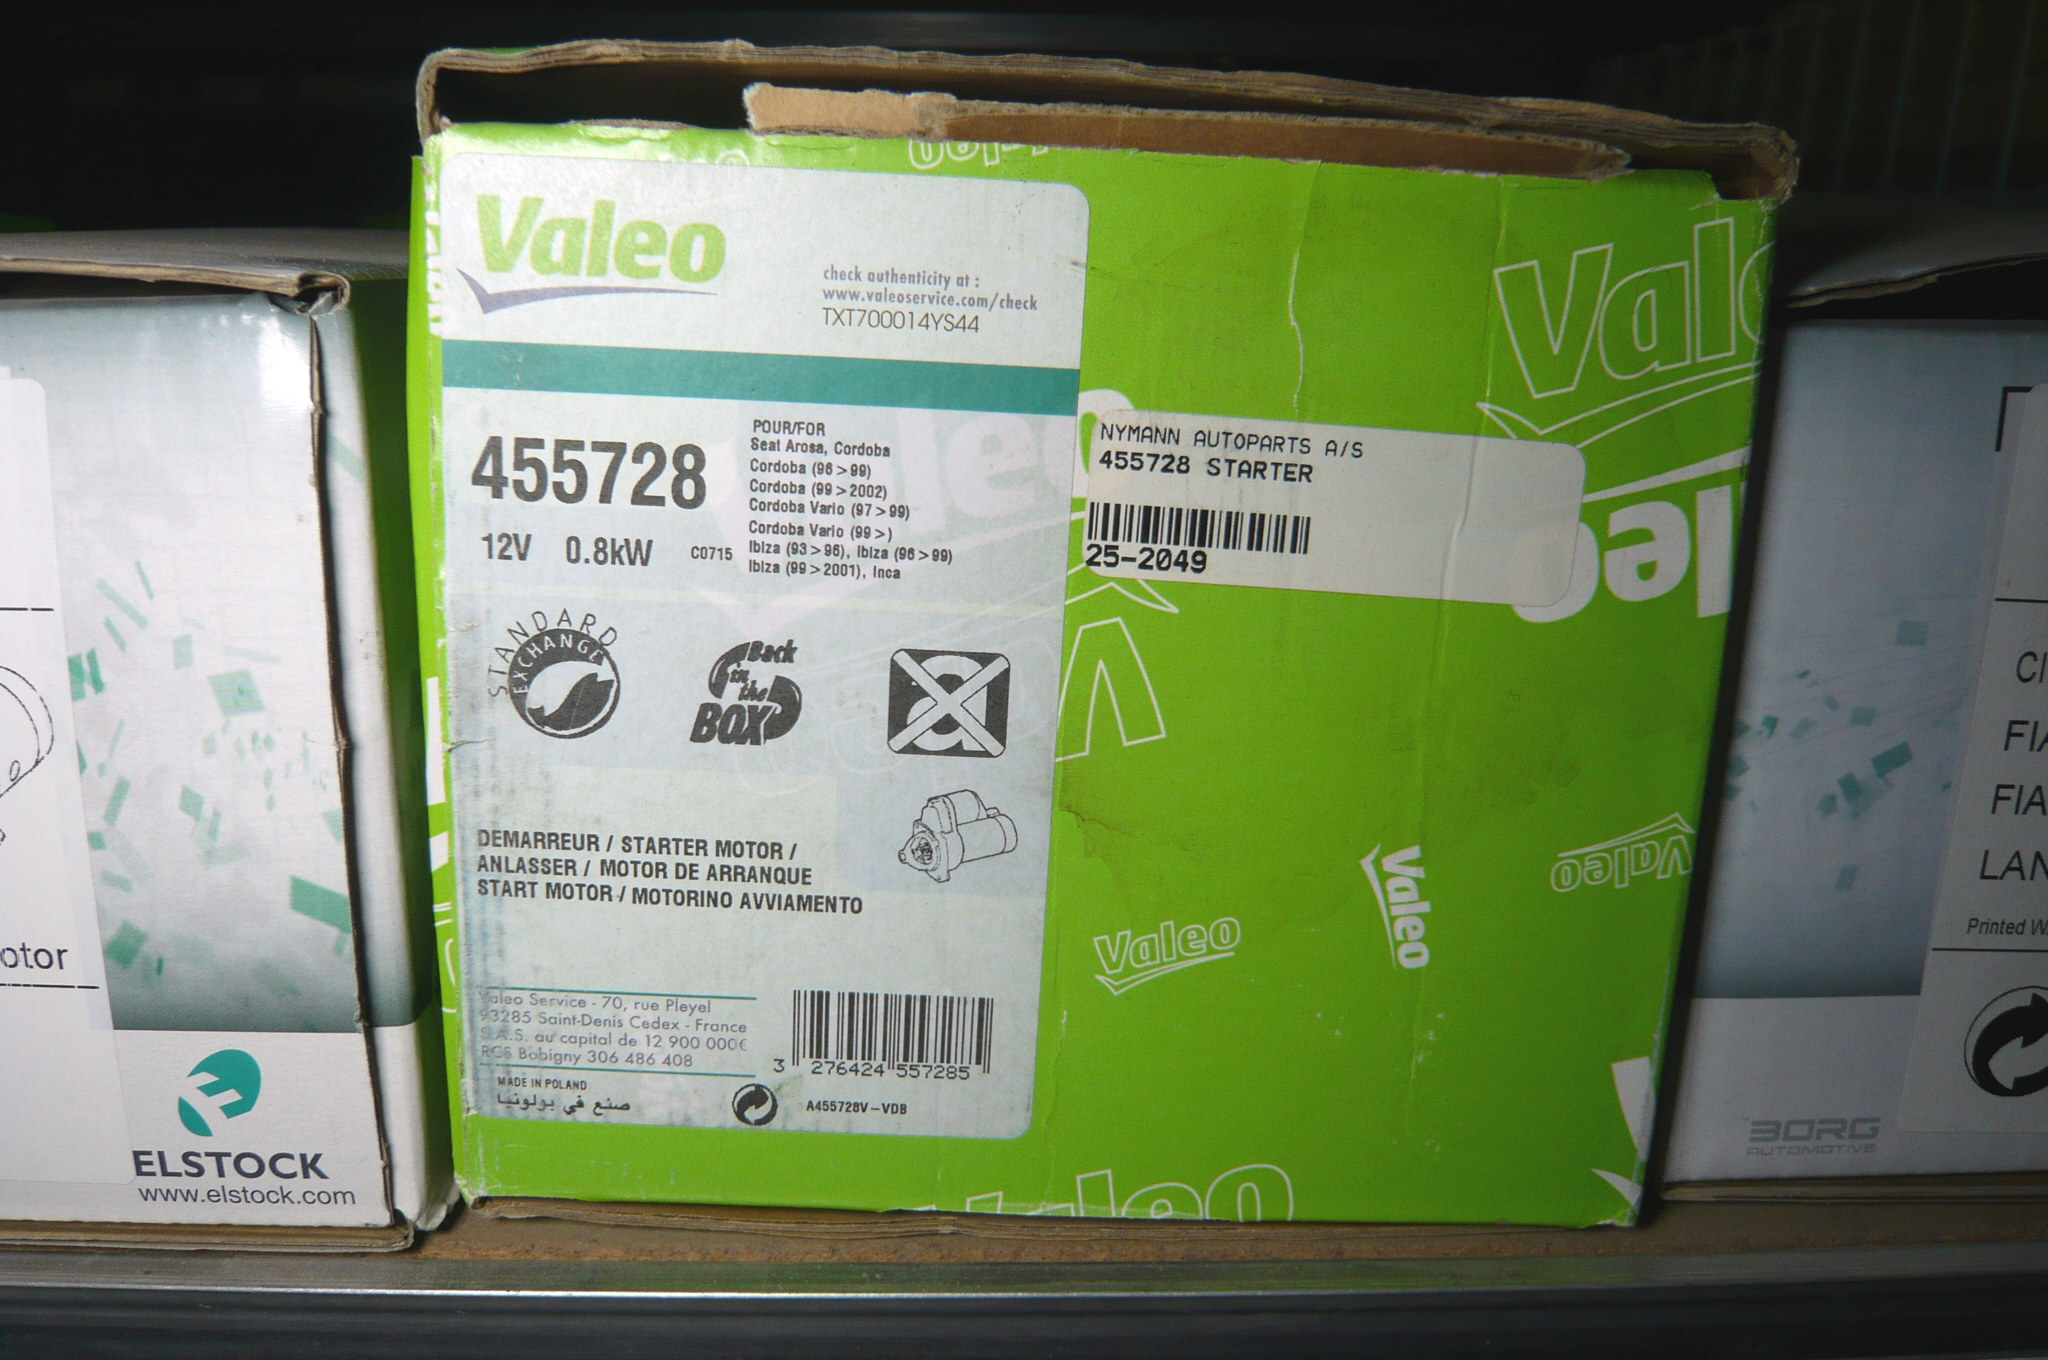 Valeo
check authenticity at :
www.valeoservice.com/check
TXT700014YS44
455728
12V 0.8kW C0715
POUR/FOR
Seat Arosa, Cordoba
Cordoba (96>99)
Cordoba (99>2002)
Cordoba Vario (97>99)
Cordoba Vario (99>)
Ibiza (93>96), Ibiza (96>99)
Ibiza (99>2001), Inca
STANDARD
EXCHANGE
Back
in
the
BOX
a
DEMARREUR / STARTER MOTOR /
ANLASSER / MOTOR DE ARRANQUE
START MOTOR / MOTORINO AVVIAMENTO
Valeo Service - 70, rue Pleyel
93285 Saint-Denis Cedex - France
S.A.S. au capital de 12 900 000€
RCS Bobigny 306 486 408
MADE IN POLAND
صنع في بولونيا
3 276424 557285
A455728V-VDB
NYMANN AUTOPARTS A/S
455728 STARTER
25-2049
Valeo
Valeo
Valeo
Valeo
Valeo
ELSTOCK
www.elstock.com
Printed
BORG
AUTOMOTIVE